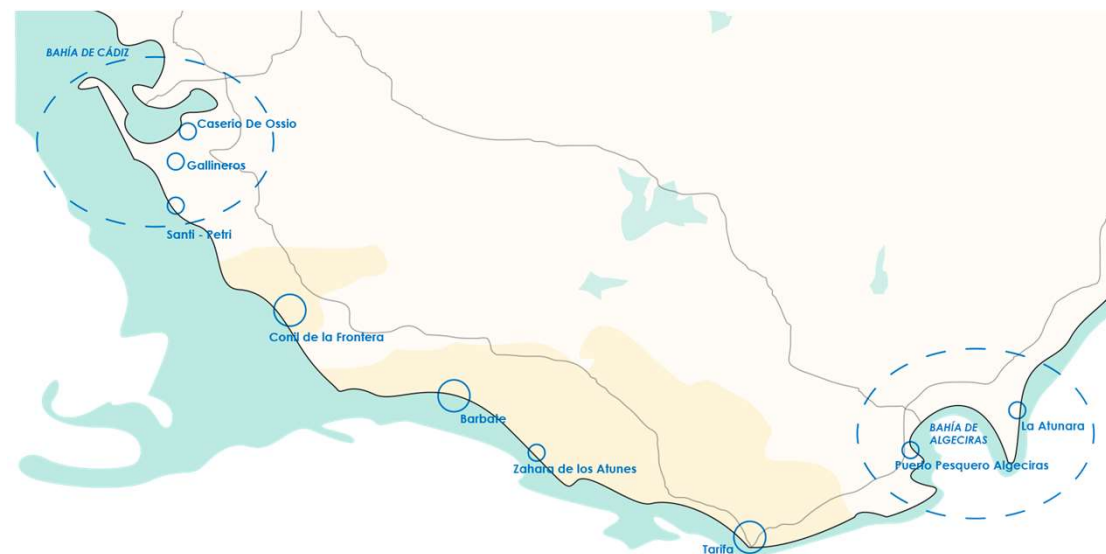 BAHÍA DE CÁDIZ
Caserio De Ossio
Gallineros
Santi - Petri
Conil de la Frontera
Barbate
Zahara de los Atunes
Tarifa
BAHÍA DE
ALGECIRAS
La Atunara
Puerto Pesquero Algeciras